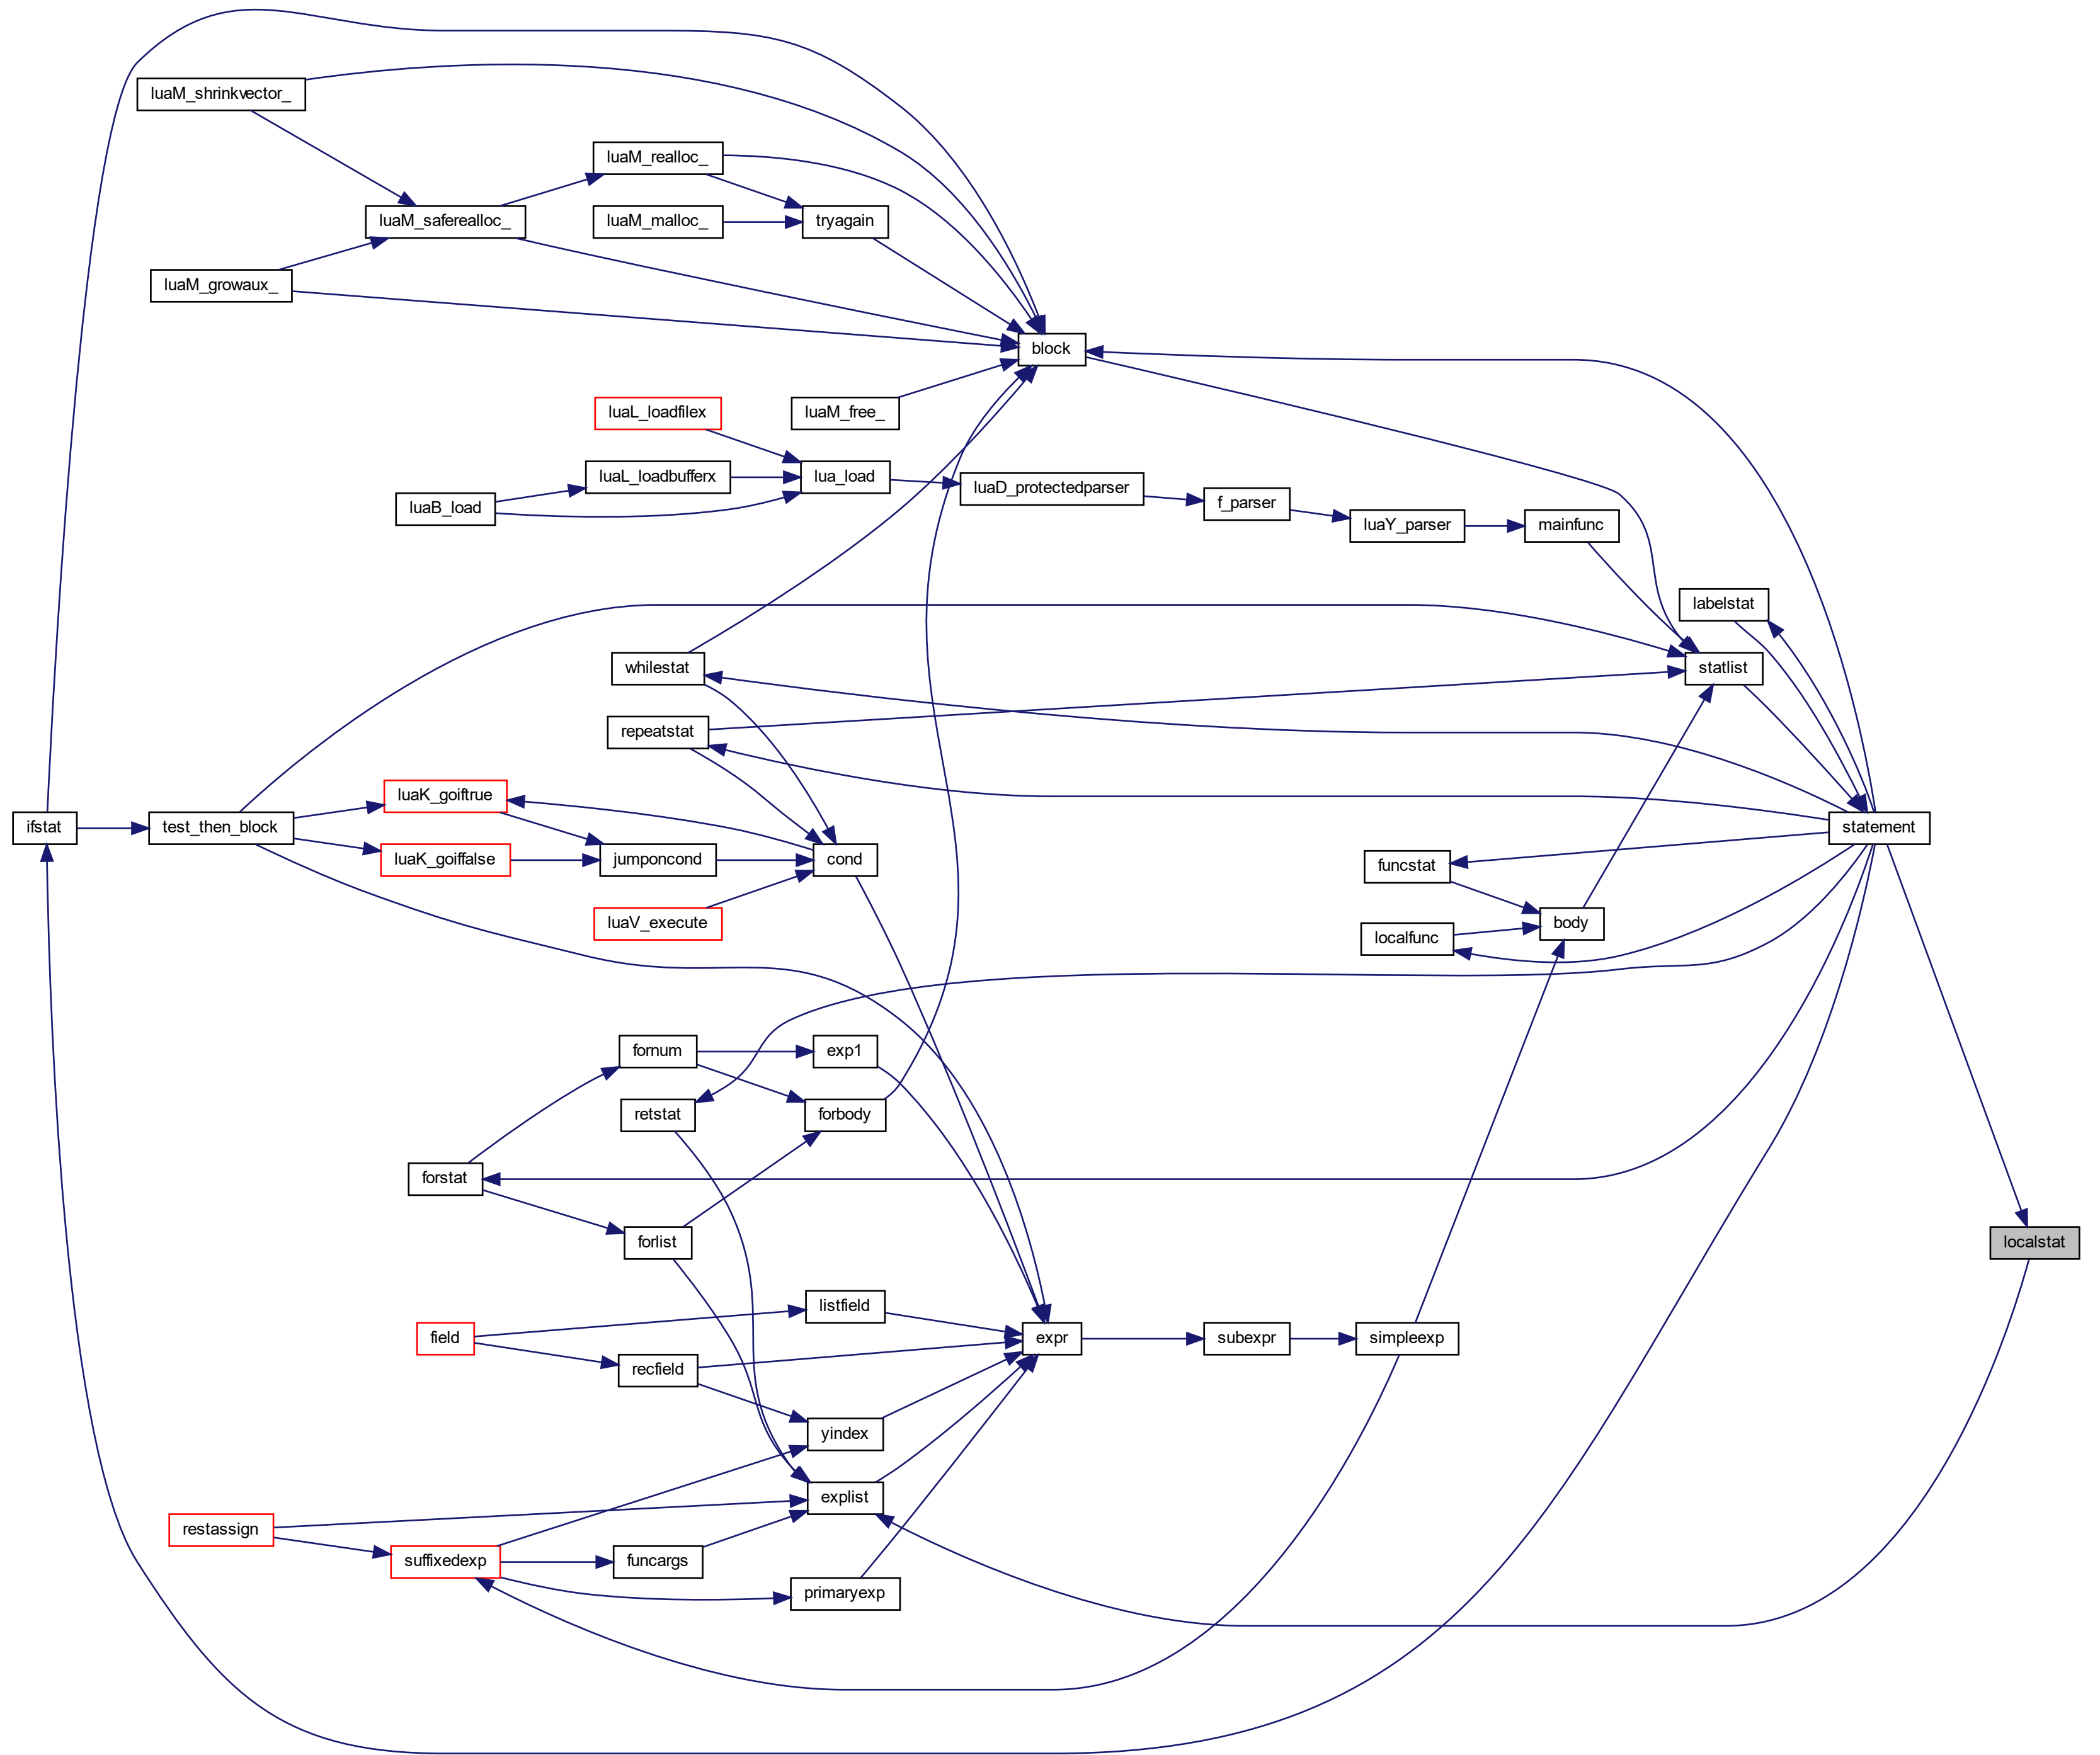 luaM_shrinkvector_
luaM_realloc_
luaM_saferealloc_
luaM_malloc_
tryagain
luaM_growaux_
block
luaM_free_
luaL_loadfilex
luaL_loadbufferx
lua_load
luaD_protectedparser
luaB_load
f_parser
luaY_parser
mainfunc
labelstat
whilestat
statlist
repeatstat
luaK_goiftrue
ifstat
test_then_block
statement
luaK_goiffalse
jumponcond
cond
funcstat
luaV_execute
body
localfunc
fornum
exp1
retstat
forbody
forstat
forlist
localstat
listfield
field
expr
subexpr
simpleexp
recfield
yindex
explist
restassign
suffixedexp
funcargs
primaryexp